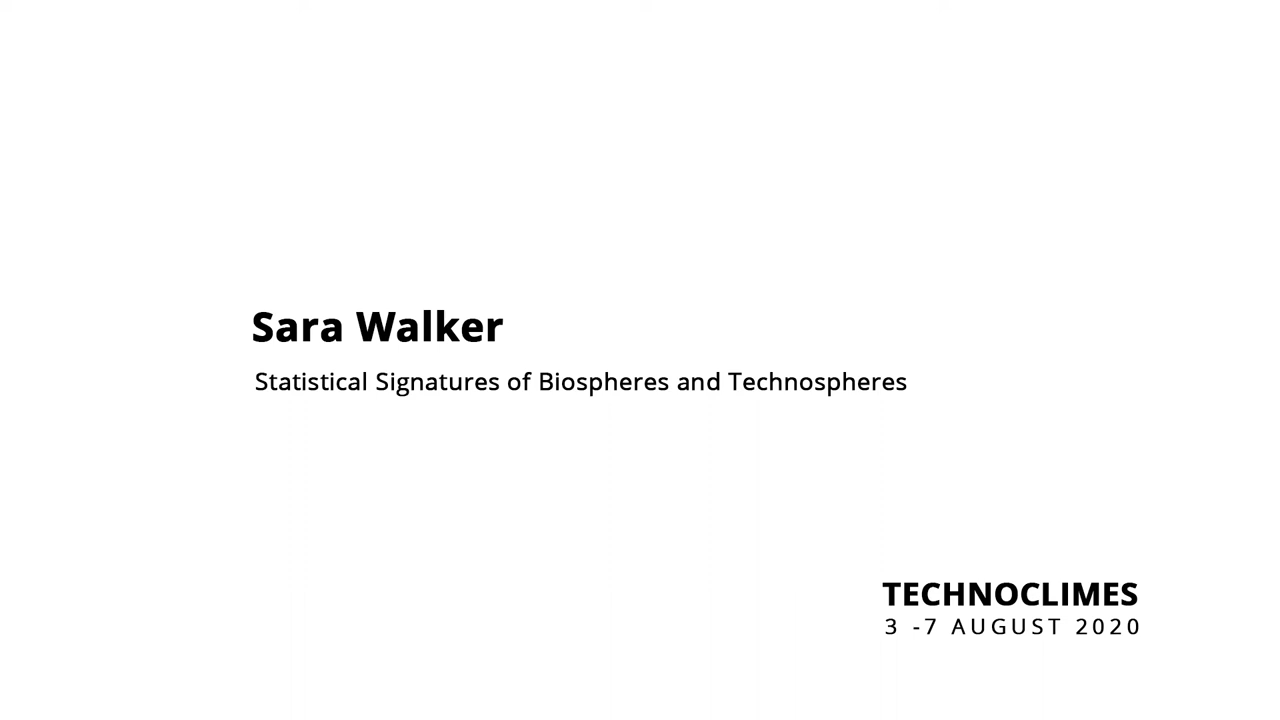 Sara Walker
Statistical Signatures of Biospheres and Technospheres
TECHNOCLIMES
3 -7 AUGUST 2020